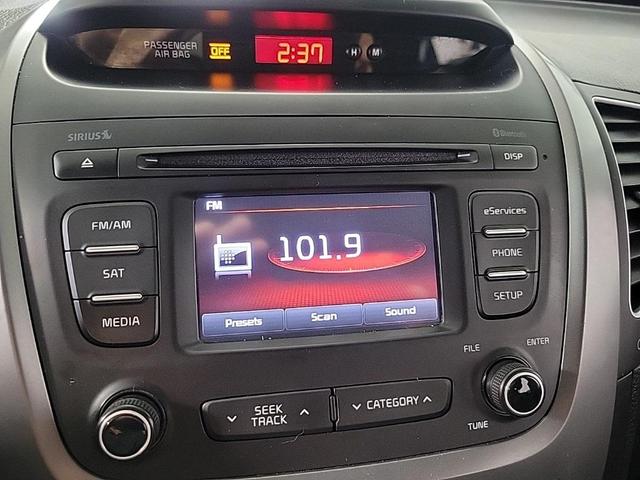 PASSENGER
AIR BAG
OFF
2:37
H
M
SIRIUS
Bluetooth
DISP
FM
FM/AM
SAT
MEDIA
101.9
Presets
Scan
Sound
eServices
PHONE
SETUP
FILE
ENTER
SEEK
TRACK
CATEGORY
TUNE